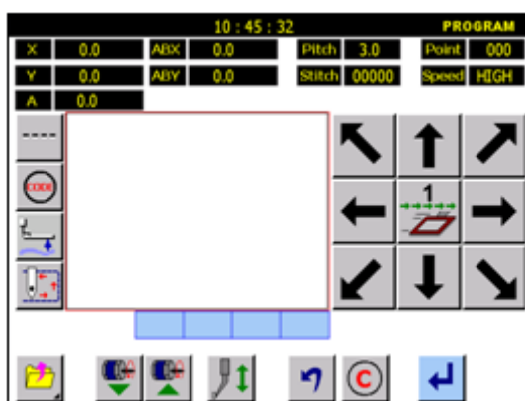 10 : 45 : 32 PROGRAM
X 0.0 ABX 0.0 Pitch 3.0 Point 000
Y 0.0 ABY 0.0 Stitch 00000 Speed HIGH
A 0.0
CODE
1
C